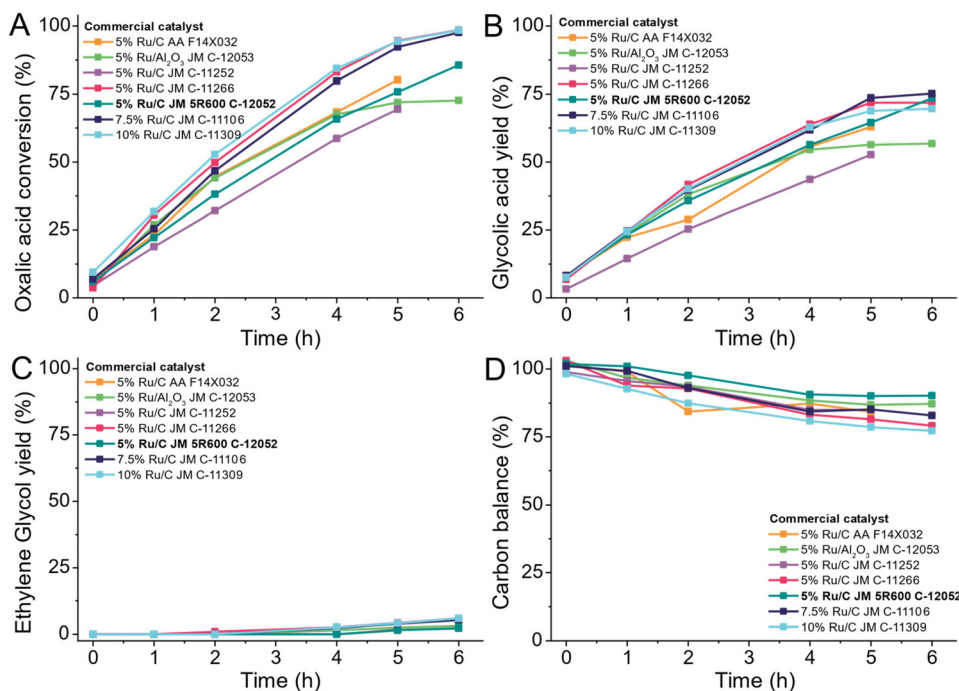 A
Oxalic acid conversion (%)
100
75
50
25
0
Commercial catalyst
5% Ru/C AA F14X032
5% Ru/Al₂O₃ JM C-12053
5% Ru/C JM C-11252
5% Ru/C JM C-11266
5% Ru/C JM 5R600 C-12052
7.5% Ru/C JM C-11106
10% Ru/C JM C-11309
0 1 2 3 4 5 6
Time (h)
B
Glycolic acid yield (%)
100
75
50
25
0
Commercial catalyst
5% Ru/C AA F14X032
5% Ru/Al₂O₃ JM C-12053
5% Ru/C JM C-11252
5% Ru/C JM C-11266
5% Ru/C JM 5R600 C-12052
7.5% Ru/C JM C-11106
10% Ru/C JM C-11309
0 1 2 3 4 5 6
Time (h)
C
Ethylene Glycol yield (%)
100
75
50
25
0
Commercial catalyst
5% Ru/C AA F14X032
5% Ru/Al₂O₃ JM C-12053
5% Ru/C JM C-11252
5% Ru/C JM C-11266
5% Ru/C JM 5R600 C-12052
7.5% Ru/C JM C-11106
10% Ru/C JM C-11309
0 1 2 3 4 5 6
Time (h)
D
Carbon balance (%)
100
75
50
25
0
Commercial catalyst
5% Ru/C AA F14X032
5% Ru/Al₂O₃ JM C-12053
5% Ru/C JM C-11252
5% Ru/C JM C-11266
5% Ru/C JM 5R600 C-12052
7.5% Ru/C JM C-11106
10% Ru/C JM C-11309
0 1 2 3 4 5 6
Time (h)